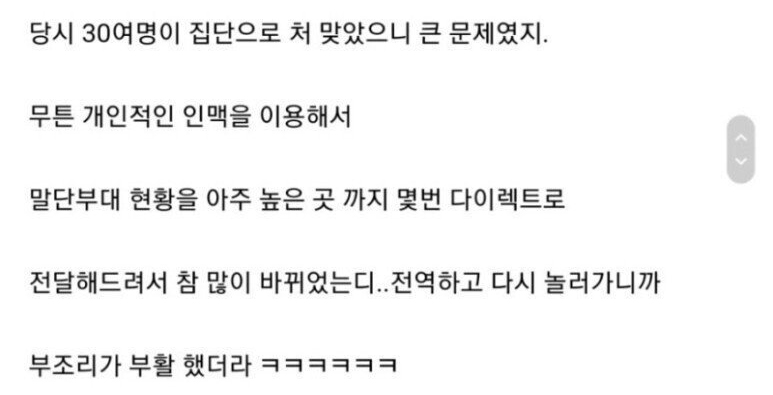 당시 30여명이 집단으로 처 맞았으니 큰 문제였지.
무튼 개인적인 인맥을 이용해서
말단부대 현황을 아주 높은 곳 까지 몇번 다이렉트로
전달해드려서 참 많이 바뀌었는디..전역하고 다시 놀러가니까
부조리가 부활 했더라 ㅋㅋㅋㅋㅋㅋ